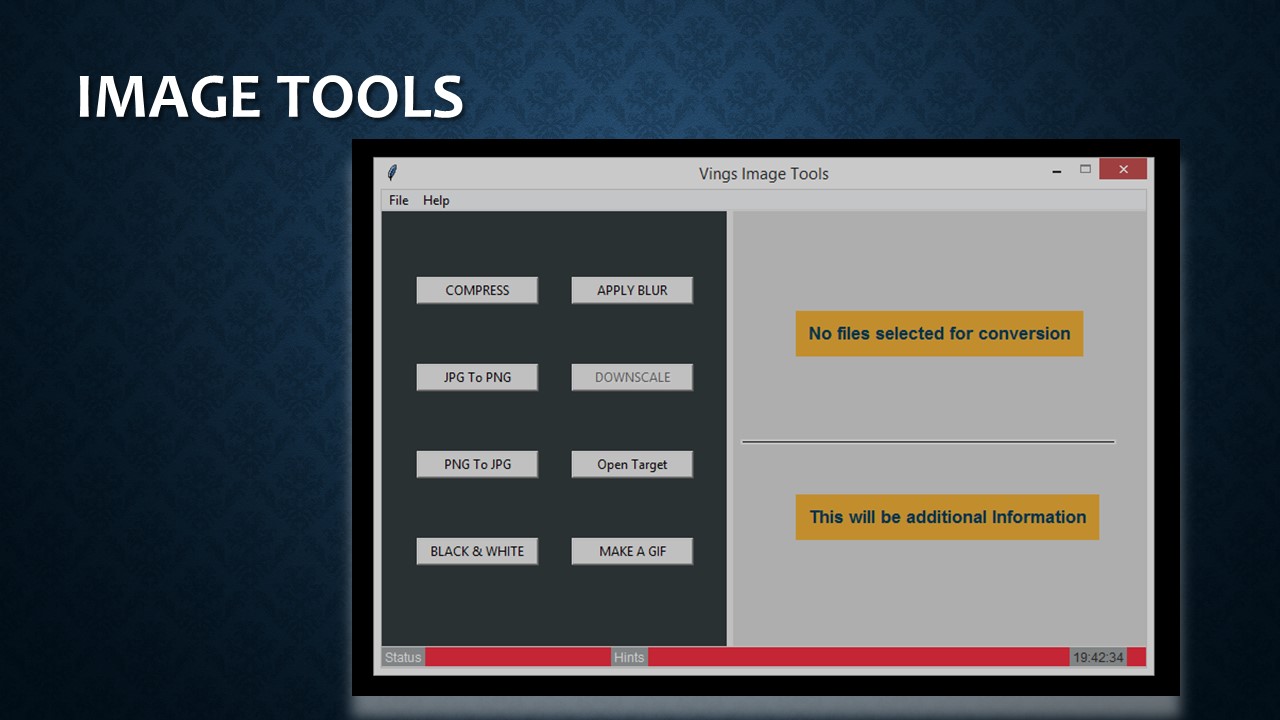 IMAGE TOOLS
Vings Image Tools
File Help
COMPRESS APPLY BLUR
JPG To PNG DOWNSCALE
PNG To JPG Open Target
BLACK & WHITE MAKE A GIF
No files selected for conversion
This will be additional Information
Status Hints 19:42:34